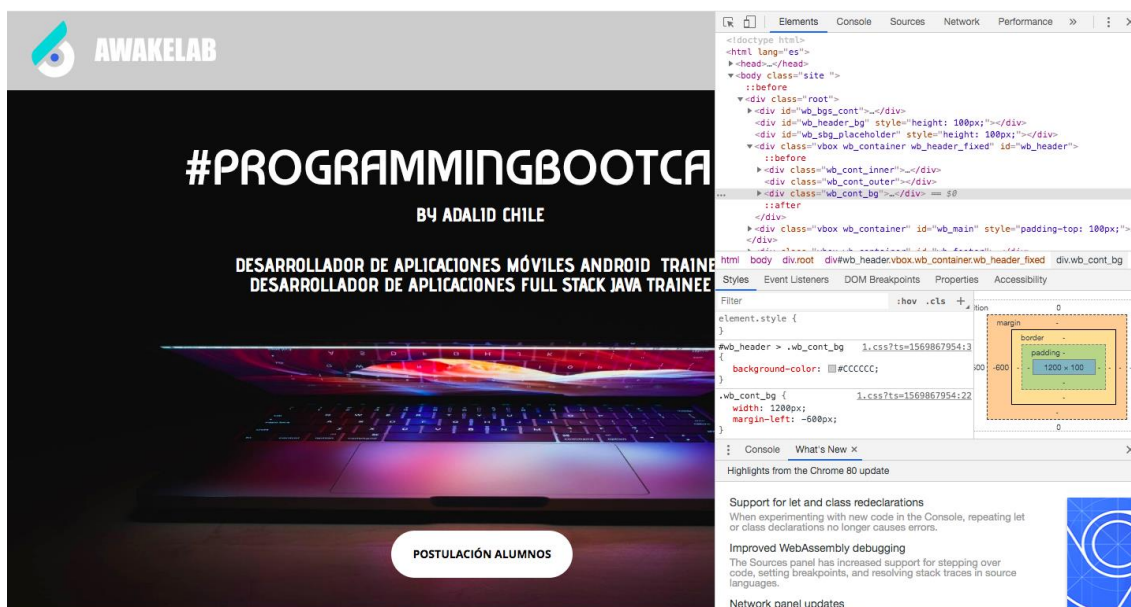 AWAKELAB
#PROGRAMMINGBOOTCA
BY ADALID CHILE
DESARROLLADOR DE APLICACIONES MÓVILES ANDROID TRAINE
DESARROLLADOR DE APLICACIONES FULL STACK JAVA TRAINEE
POSTULACIÓN ALUMNOS
Elements Console Sources Network Performance »
<!doctype html>
<html lang="es">
<head>…</head>
<body class="site ">
::before
<div class="root">
<div id="wb_bgs_cont">…</div>
<div id="wb_header_bg" style="height: 100px;"></div>
<div id="wb_sbg_placeholder" style="height: 100px;"></div>
<div class="vbox wb_container wb_header_fixed" id="wb_header">
::before
<div class="wb_cont_inner">…</div>
<div class="wb_cont_outer"></div>
… <div class="wb_cont_bg">…</div> == $0
::after
</div>
<div class="vbox wb_container" id="wb_main" style="padding-top: 100px;">
</div>
html body div.root div#wb_header.vbox.wb_container.wb_header_fixed div.wb_cont_bg
Styles Event Listeners DOM Breakpoints Properties Accessibility
Filter :hov .cls +
element.style {
}
#wb_header > .wb_cont_bg 1.css?ts=1569867954:3
{
background-color: #CCCCCC;
}
.wb_cont_bg { 1.css?ts=1569867954:22
width: 1200px;
margin-left: -600px;
}
ition 0
margin -
border -
padding -
-600 - - 1200 × 100 - - -
-
-
0
Console What's New ×
Highlights from the Chrome 80 update
Support for let and class redeclarations
When experimenting with new code in the Console, repeating let
or class declarations no longer causes errors.
Improved WebAssembly debugging
The Sources panel has increased support for stepping over
code, setting breakpoints, and resolving stack traces in source
languages.
Network panel updates